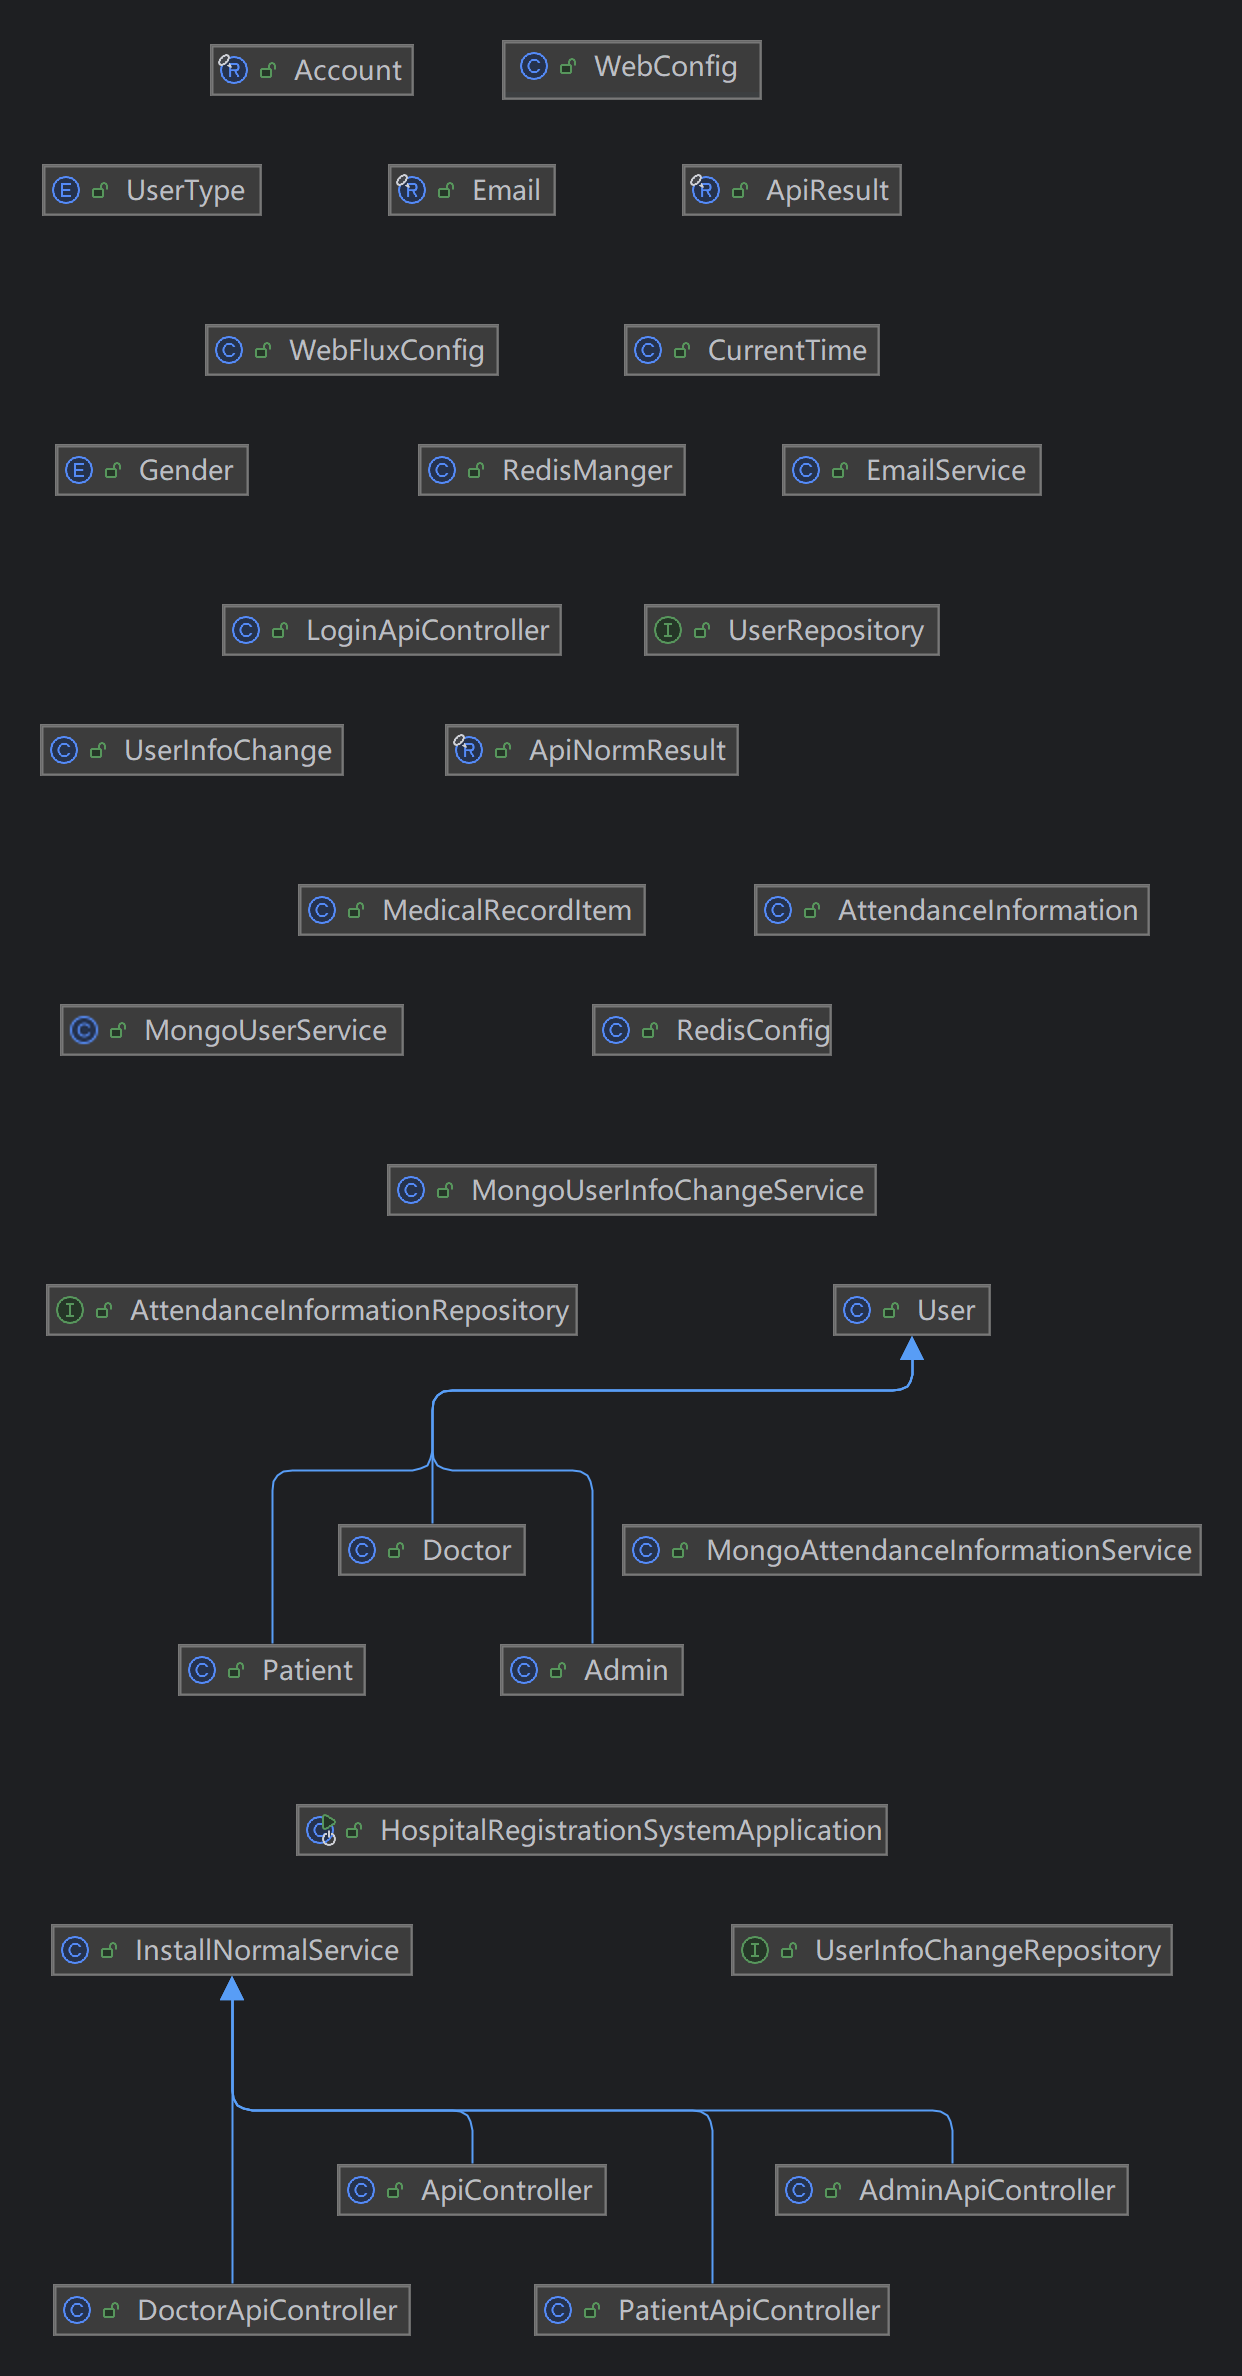 Account
WebConfig
UserType
Email
ApiResult
WebFluxConfig
CurrentTime
Gender
RedisManger
EmailService
LoginApiController
UserRepository
UserInfoChange
ApiNormResult
MedicalRecordItem
AttendanceInformation
MongoUserService
RedisConfig
MongoUserInfoChangeService
AttendanceInformationRepository
User
Doctor
MongoAttendanceInformationService
Patient
Admin
HospitalRegistrationSystemApplication
InstallNormalService
UserInfoChangeRepository
ApiController
AdminApiController
DoctorApiController
PatientApiController